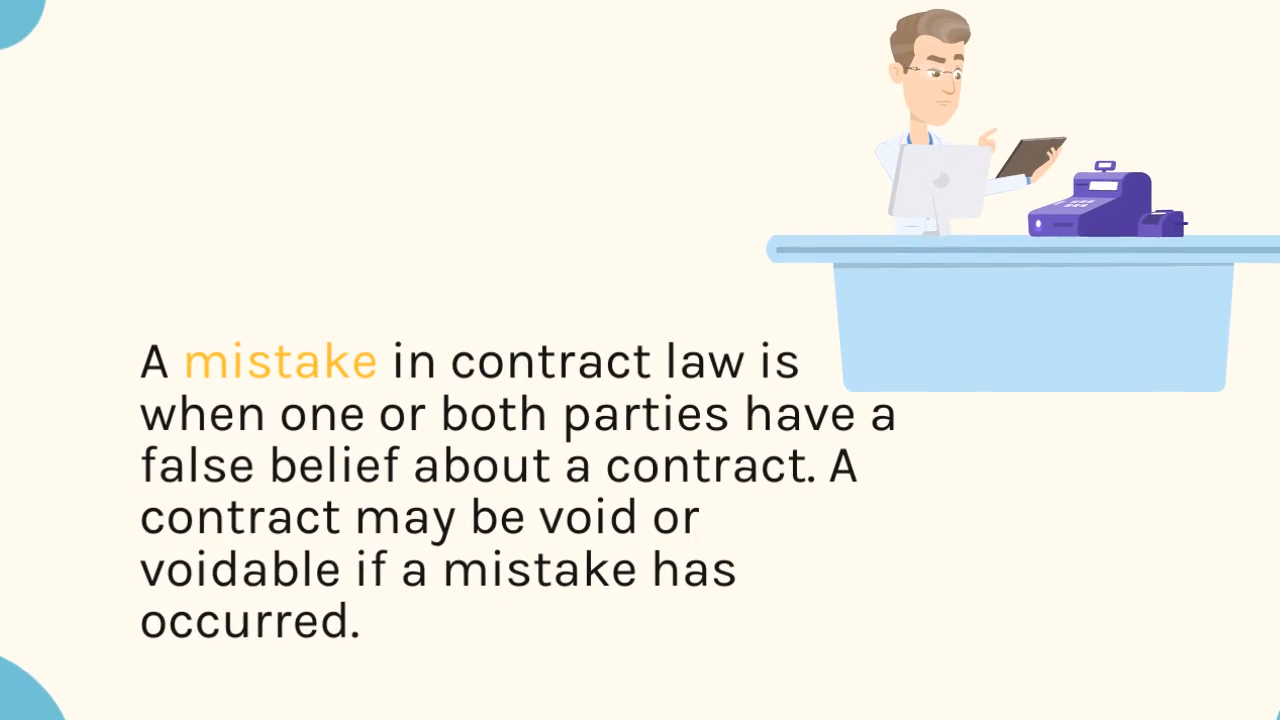 A mistake in contract law is
when one or both parties have a
false belief about a contract. A
contract may be void or
voidable if a mistake has
occurred.